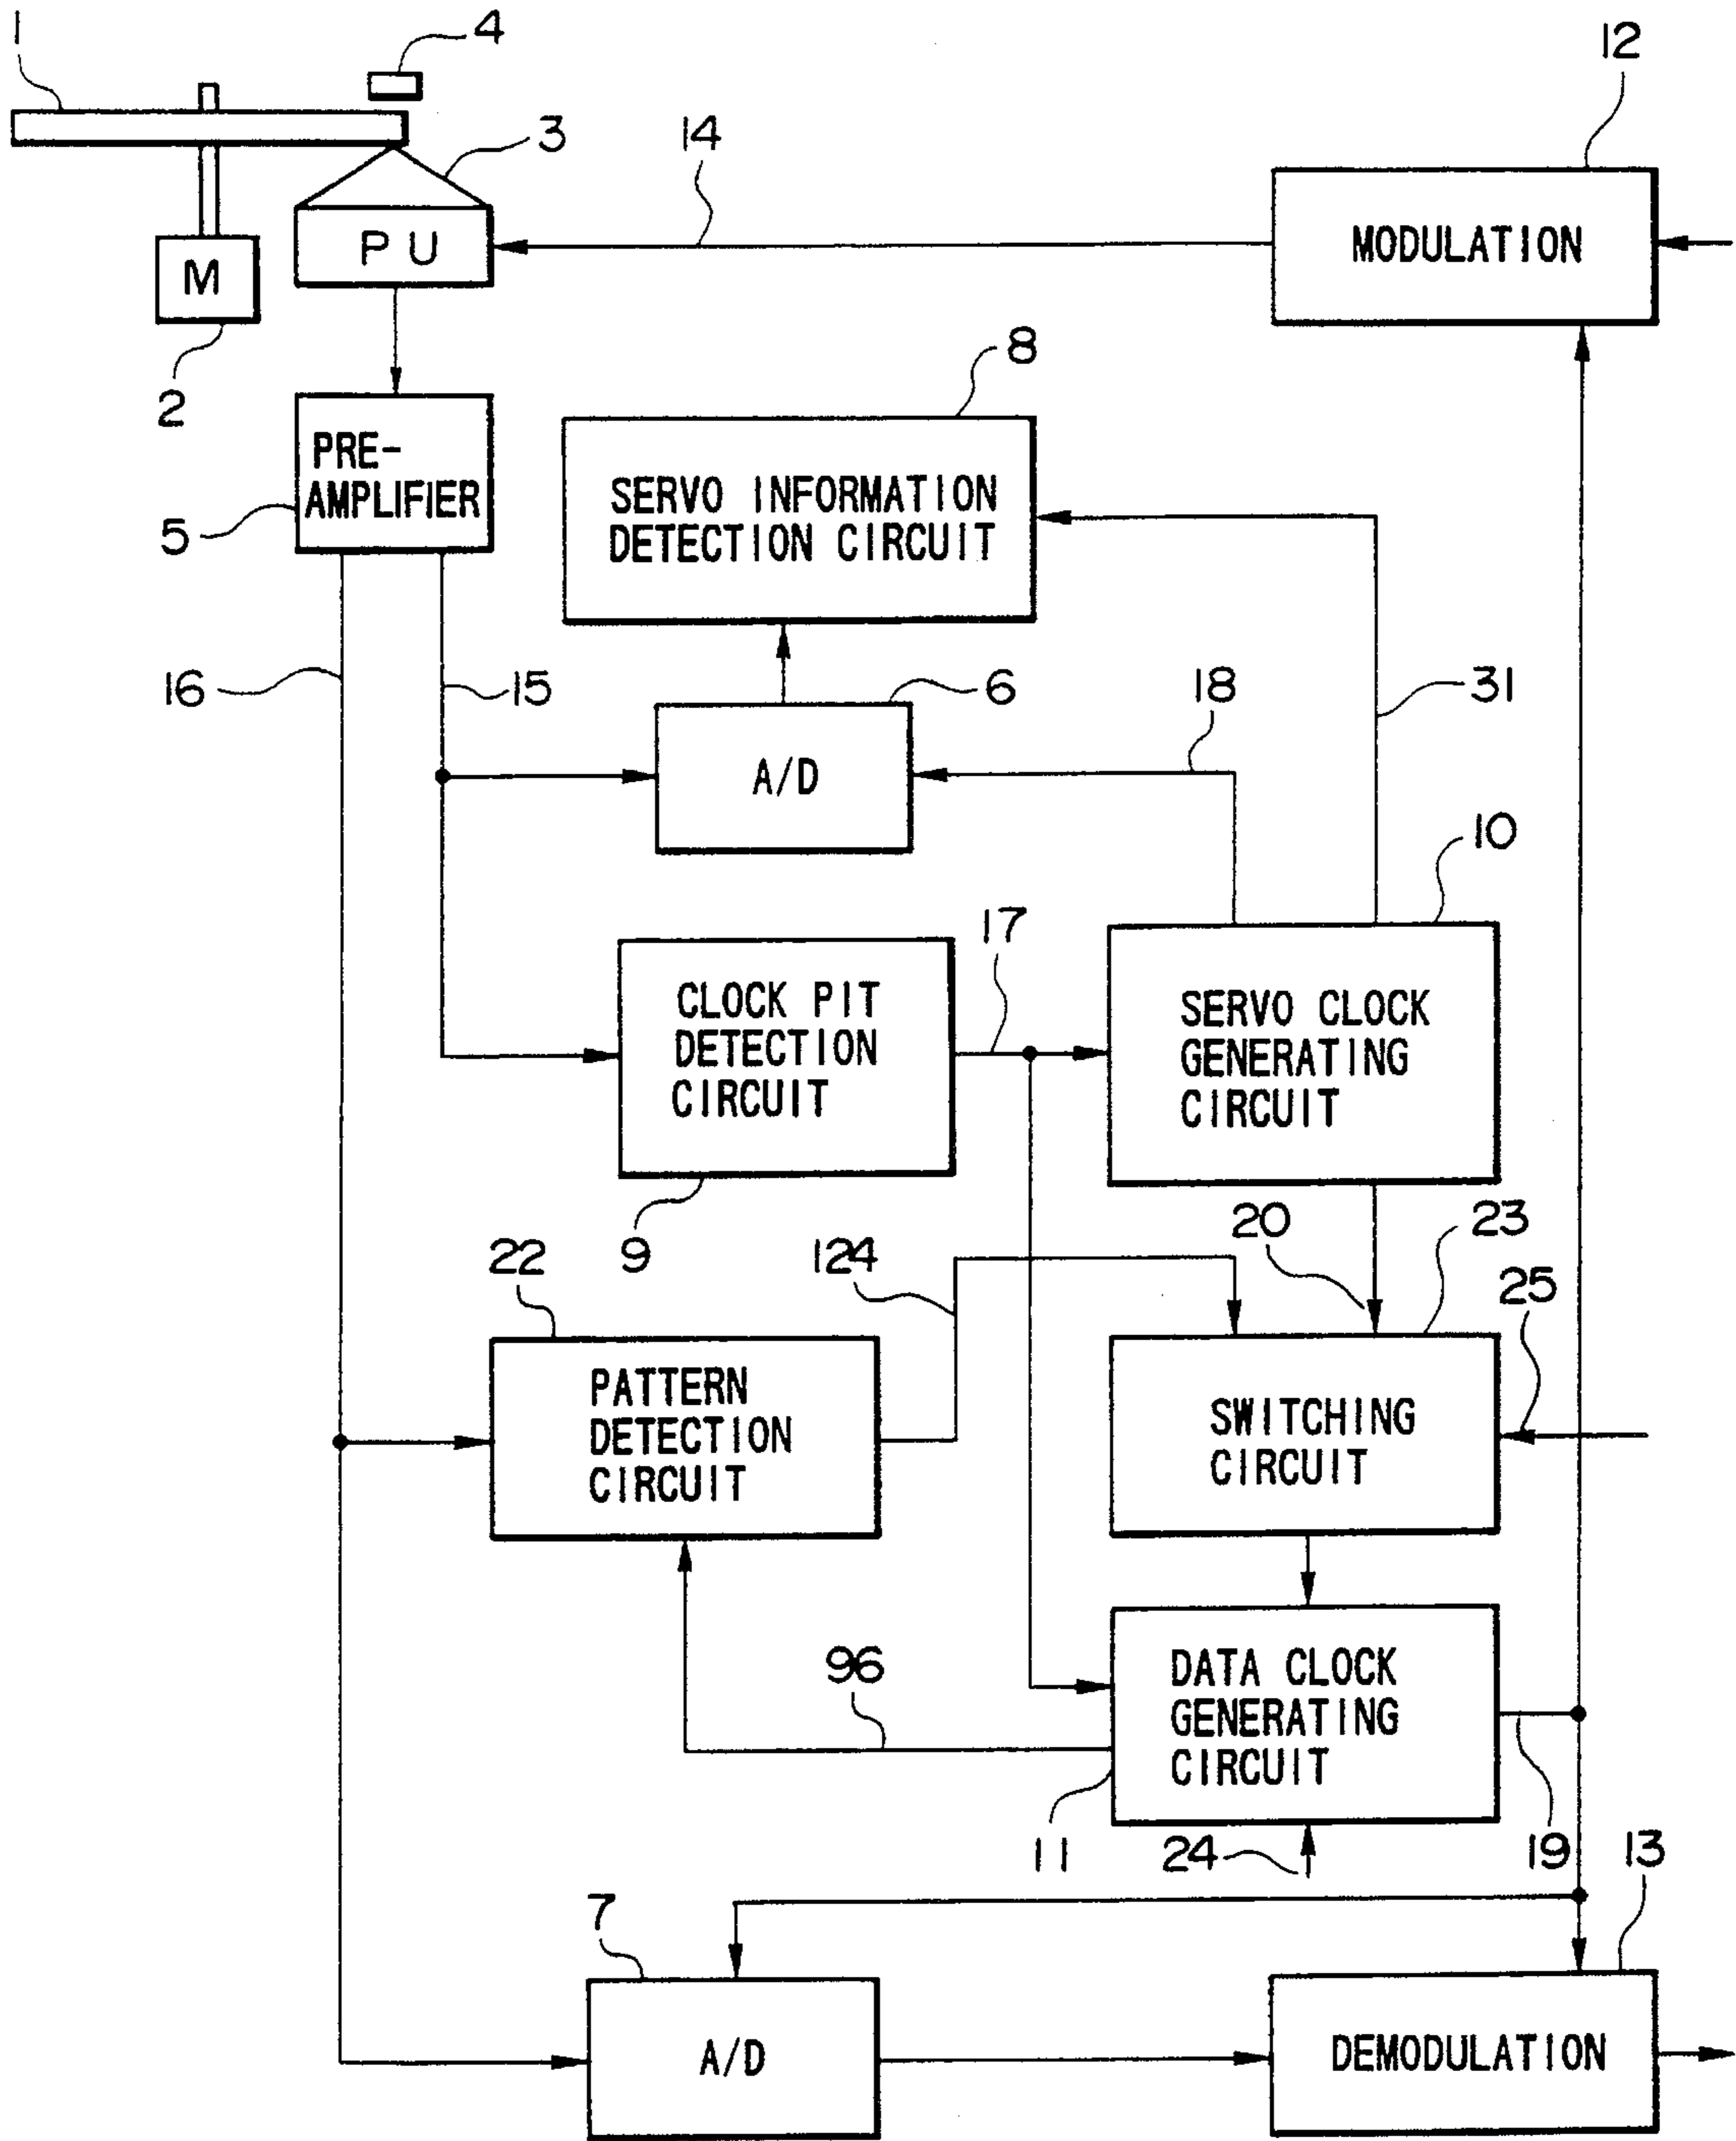 1
4
12
3
14
PU
MODULATION
M
2
8
PRE-
AMPLIFIER
5
SERVO INFORMATION
DETECTION CIRCUIT
16
15
6
18
31
A/D
10
17
CLOCK PIT
DETECTION
CIRCUIT
SERVO CLOCK
GENERATING
CIRCUIT
9
20
23
22
124
25
PATTERN
DETECTION
CIRCUIT
SWITCHING
CIRCUIT
96
DATA CLOCK
GENERATING
CIRCUIT
11
24
19
13
7
A/D
DEMODULATION